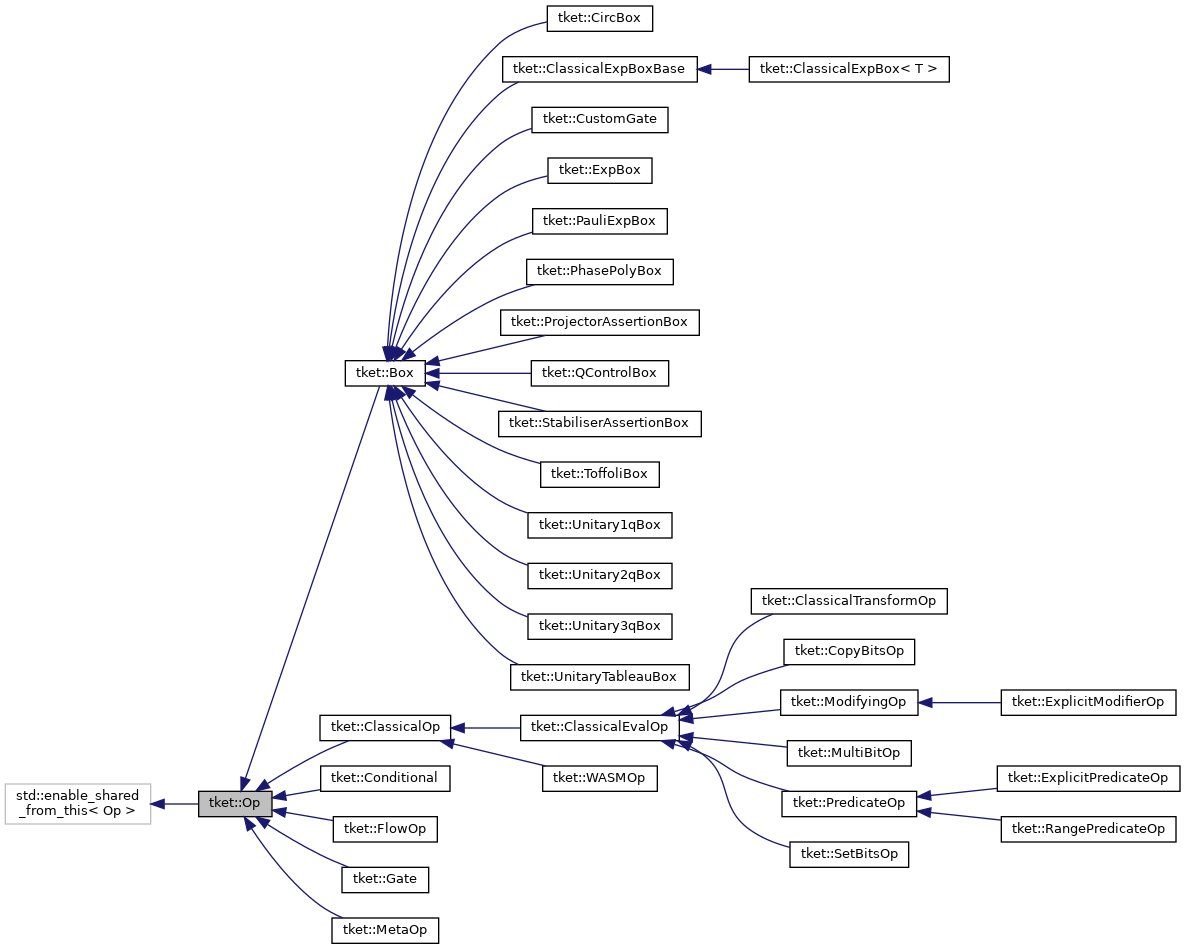 tket::CircBox
tket::ClassicalExpBoxBase
tket::ClassicalExpBox< T >
tket::CustomGate
tket::ExpBox
tket::PauliExpBox
tket::PhasePolyBox
tket::ProjectorAssertionBox
tket::Box
tket::QControlBox
tket::StabiliserAssertionBox
tket::ToffoliBox
tket::Unitary1qBox
tket::Unitary2qBox
tket::Unitary3qBox
tket::UnitaryTableauBox
tket::ClassicalTransformOp
tket::CopyBitsOp
tket::ModifyingOp
tket::ExplicitModifierOp
tket::ClassicalOp
tket::ClassicalEvalOp
tket::MultiBitOp
tket::Conditional
tket::WASMOp
tket::ExplicitPredicateOp
std::enable_shared
_from_this< Op >
tket::Op
tket::PredicateOp
tket::FlowOp
tket::RangePredicateOp
tket::SetBitsOp
tket::Gate
tket::MetaOp